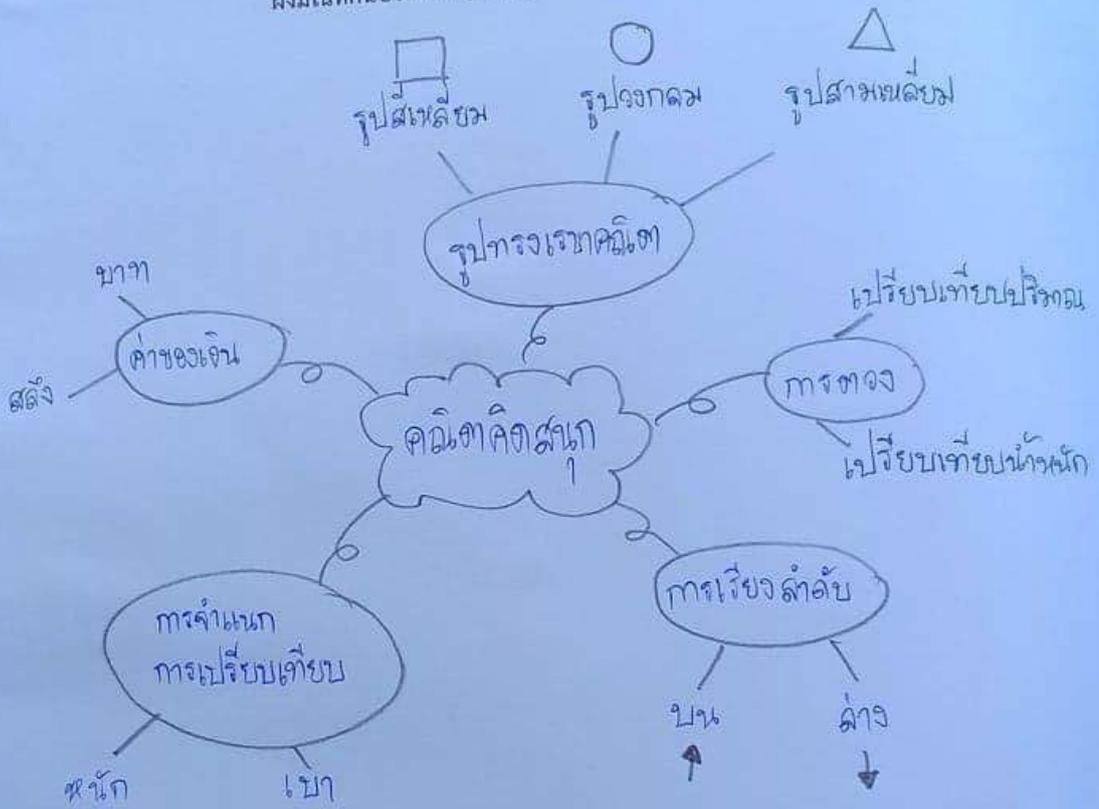 รูปสี่เหลี่ยม
รูปวงกลม
รูปสามเหลี่ยม
รูปทรงเรขาคณิต
บาท
ค่าของเงิน
สลึง
เปรียบเทียบปริมาณ
การตวง
เปรียบเทียบน้ำหนัก
คณิตคิดสนุก
การจำแนก
การเปรียบเทียบ
หนัก
เบา
การเรียงลำดับ
บน
ล่าง